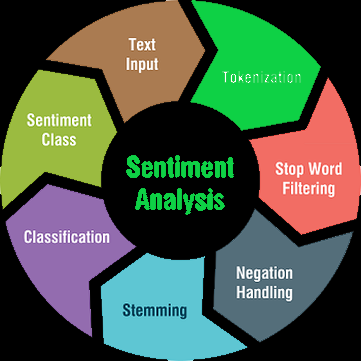 Text
Input
Tokenization
Stop Word
Filtering
Negation
Handling
Stemming
Classification
Sentiment
Class
Sentiment
Analysis